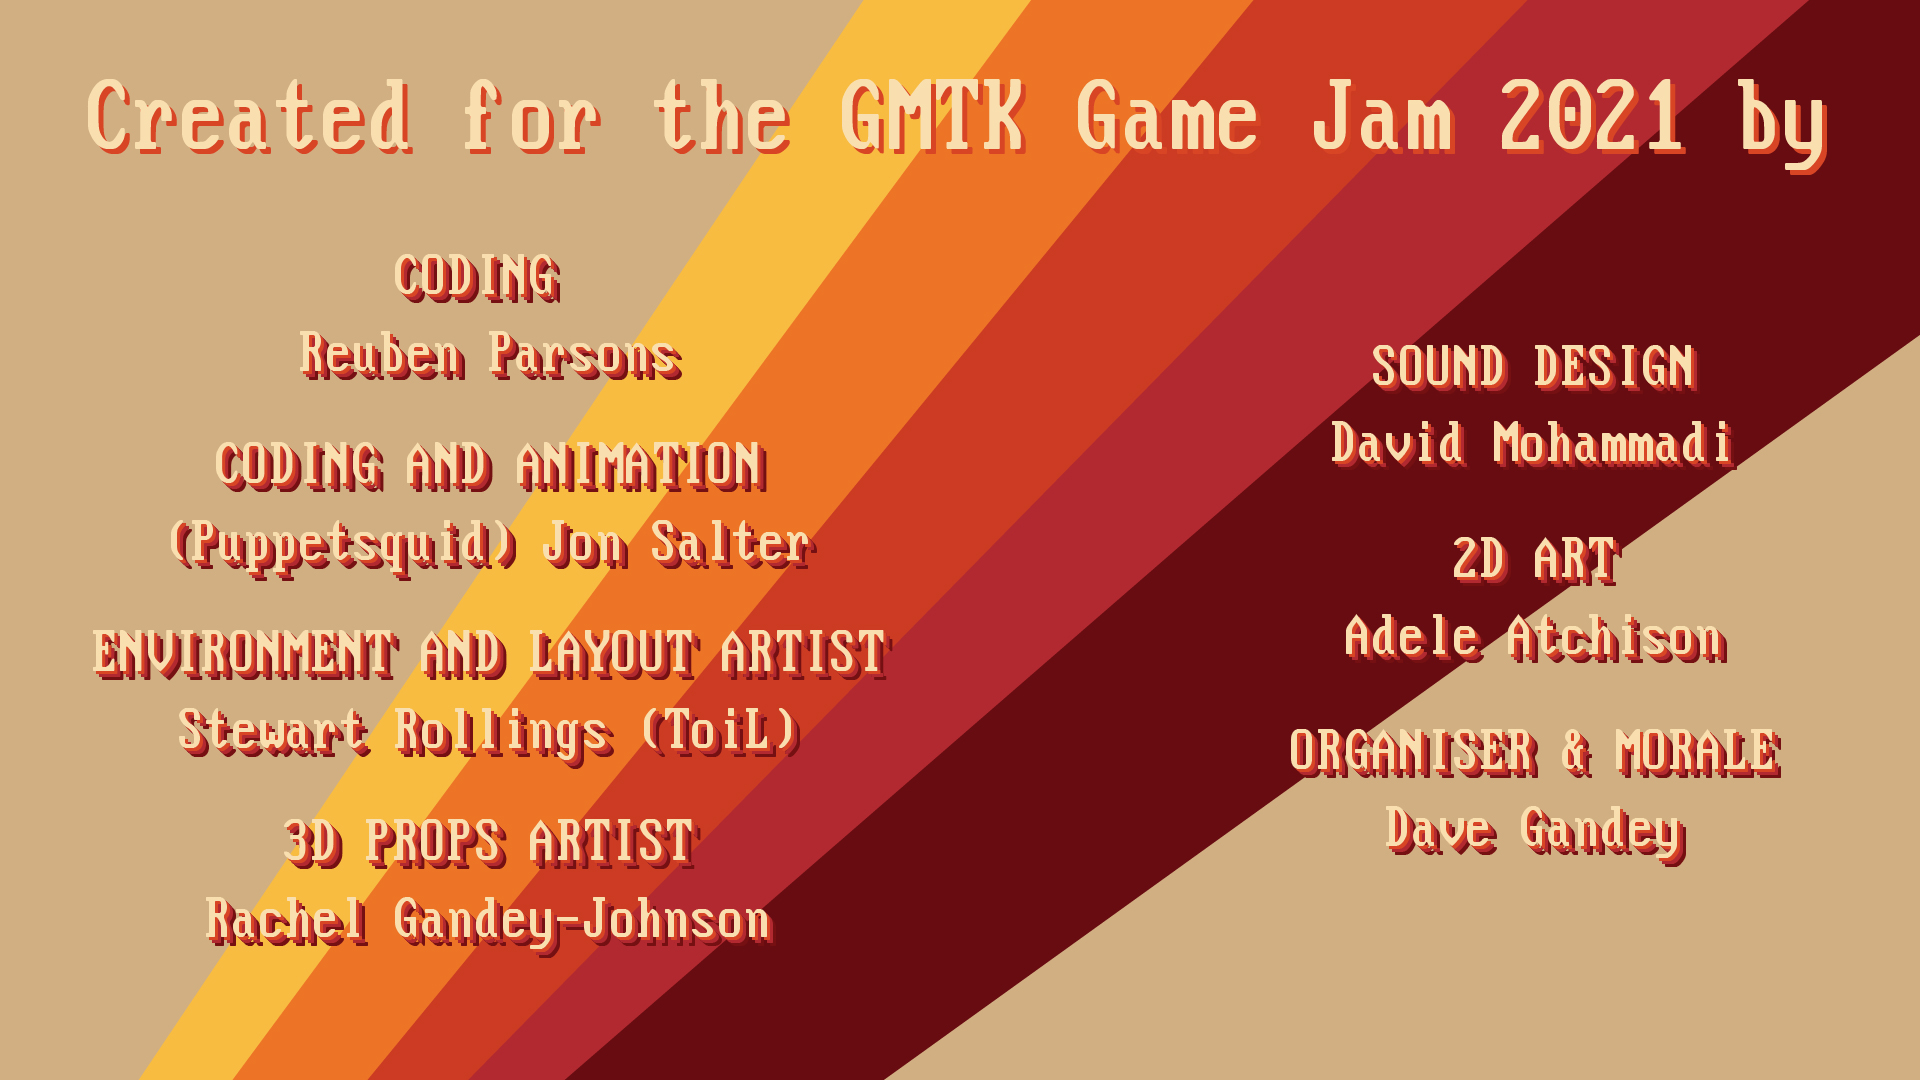 Created for the GMTK Game Jam 2021 by
CODING
Reuben Parsons
CODING AND ANIMATION
(Puppetsquid) Jon Salter
ENVIRONMENT AND LAYOUT ARTIST
Stewart Rollings (ToiL)
3D PROPS ARTIST
Rachel Gandey-Johnson
SOUND DESIGN
David Mohammadi
2D ART
Adele Atchison
ORGANISER & MORALE
Dave Gandey